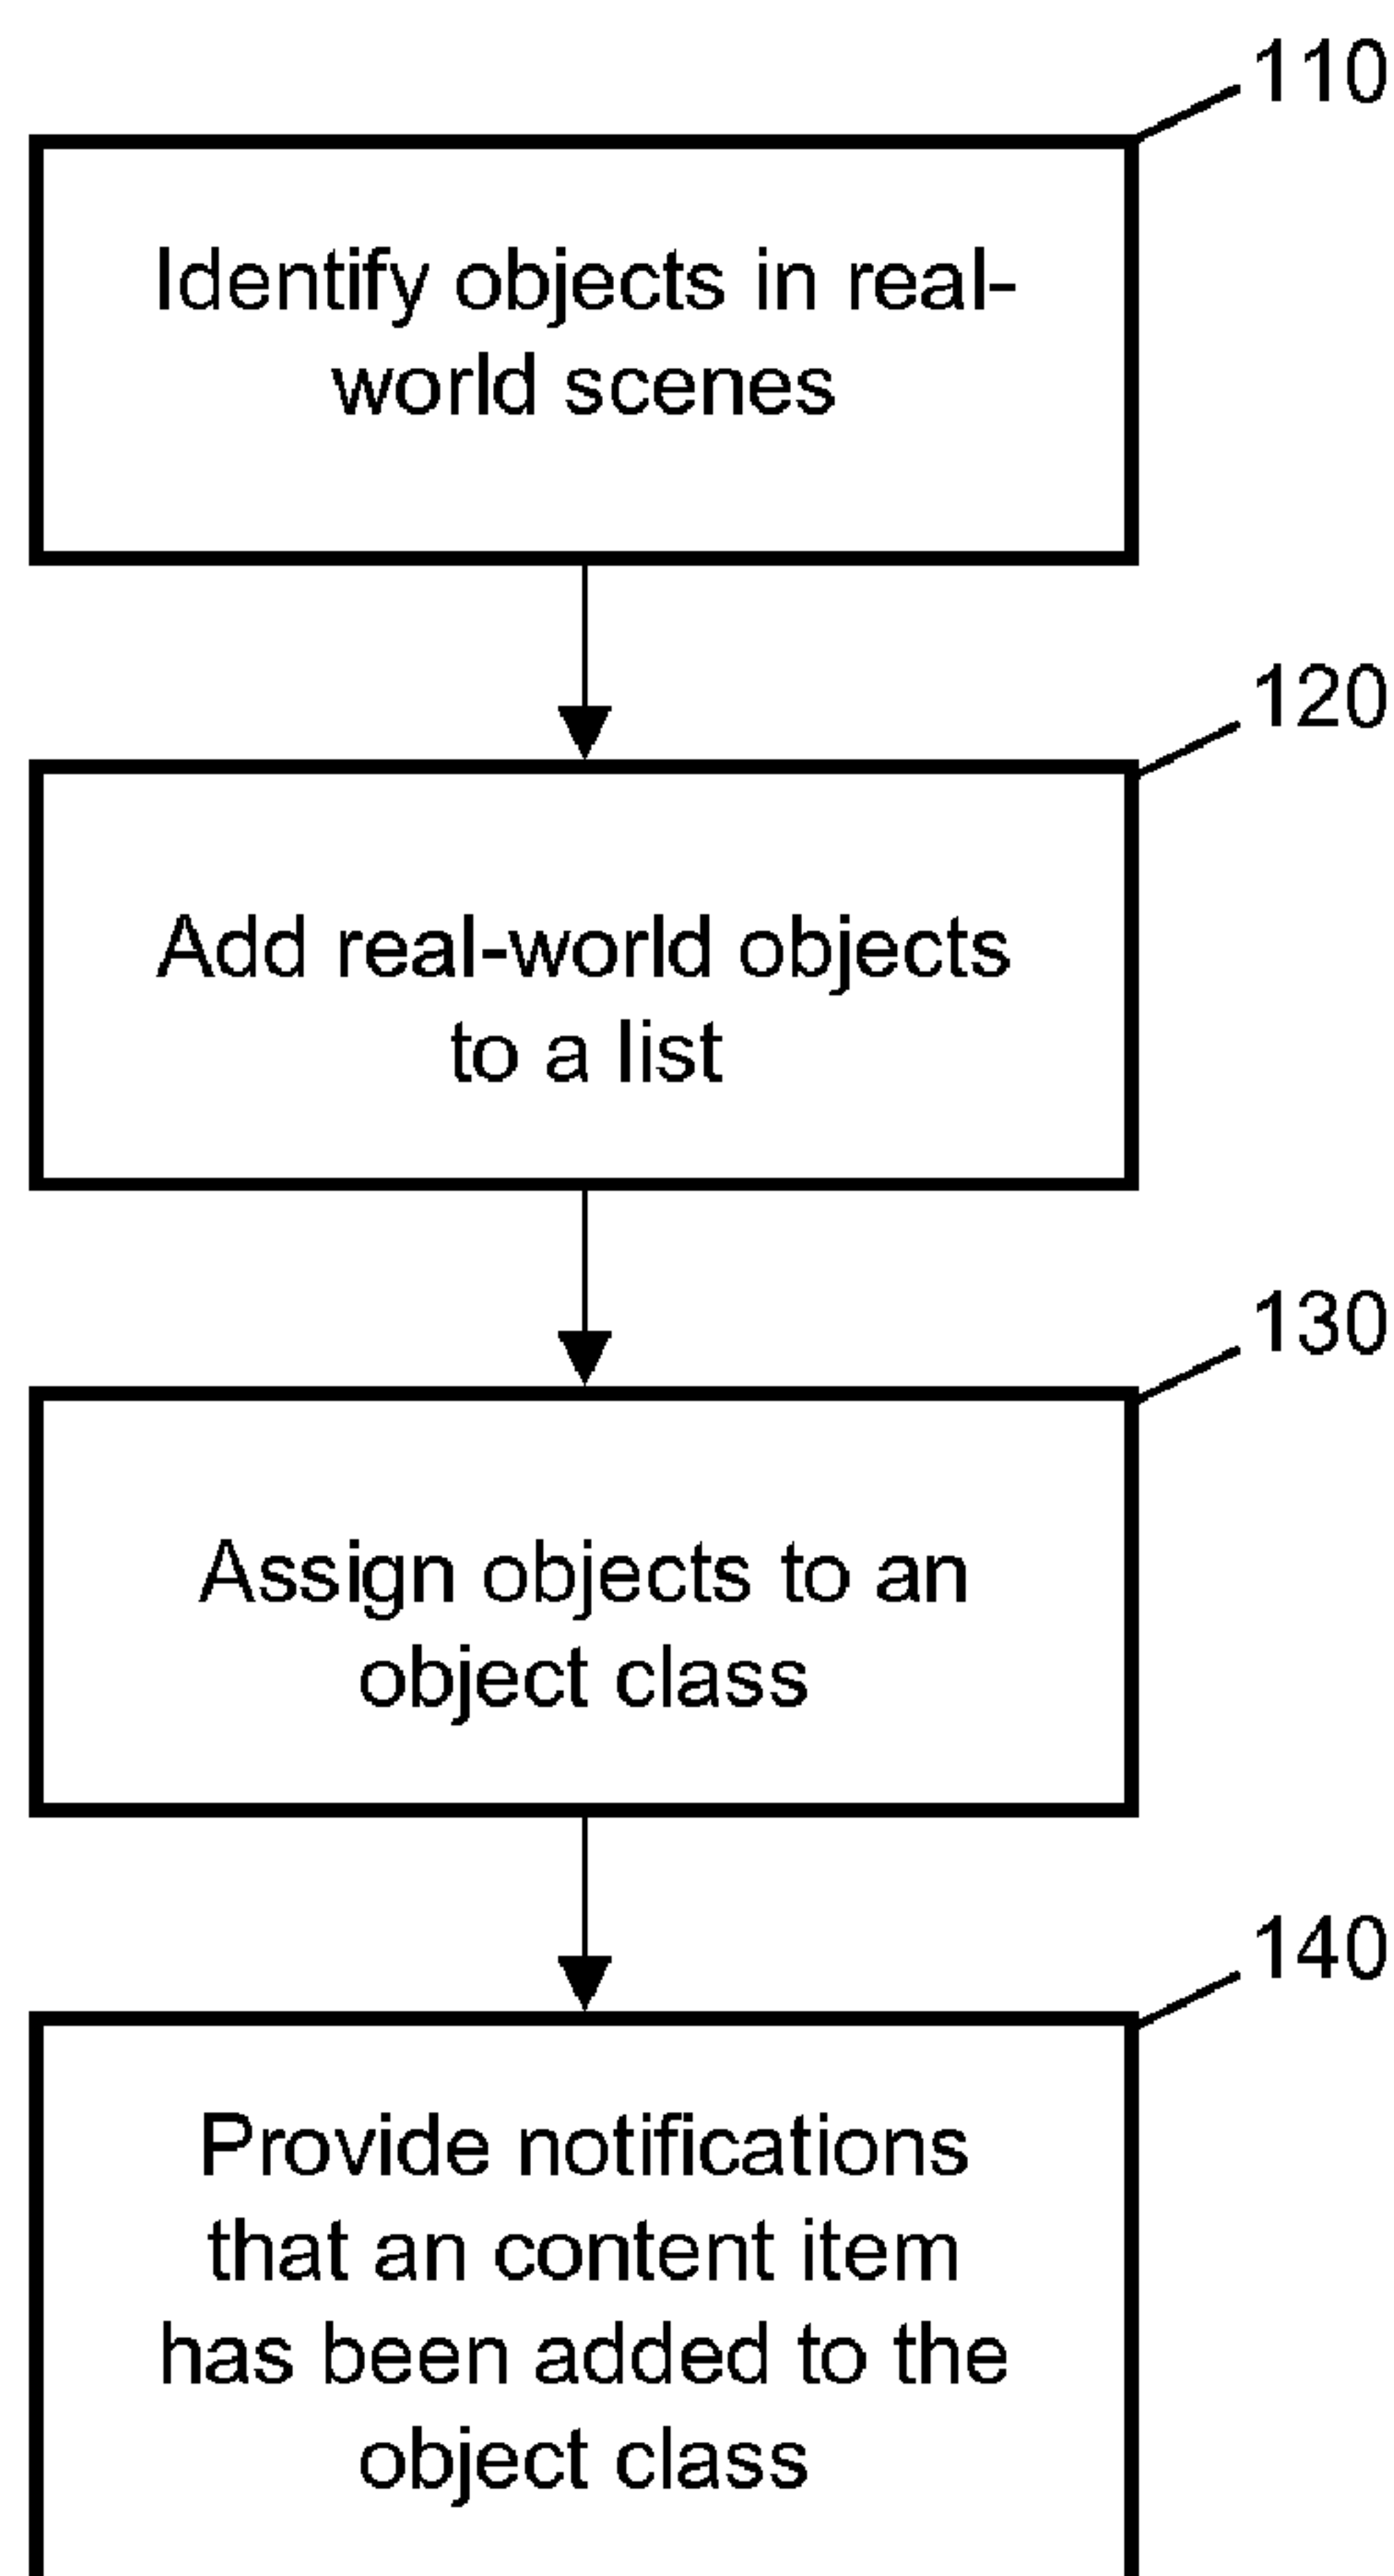 110
Identify objects in real-
world scenes
120
Add real-world objects
to a list
130
Assign objects to an
object class
140
Provide notifications
that an content item
has been added to the
object class